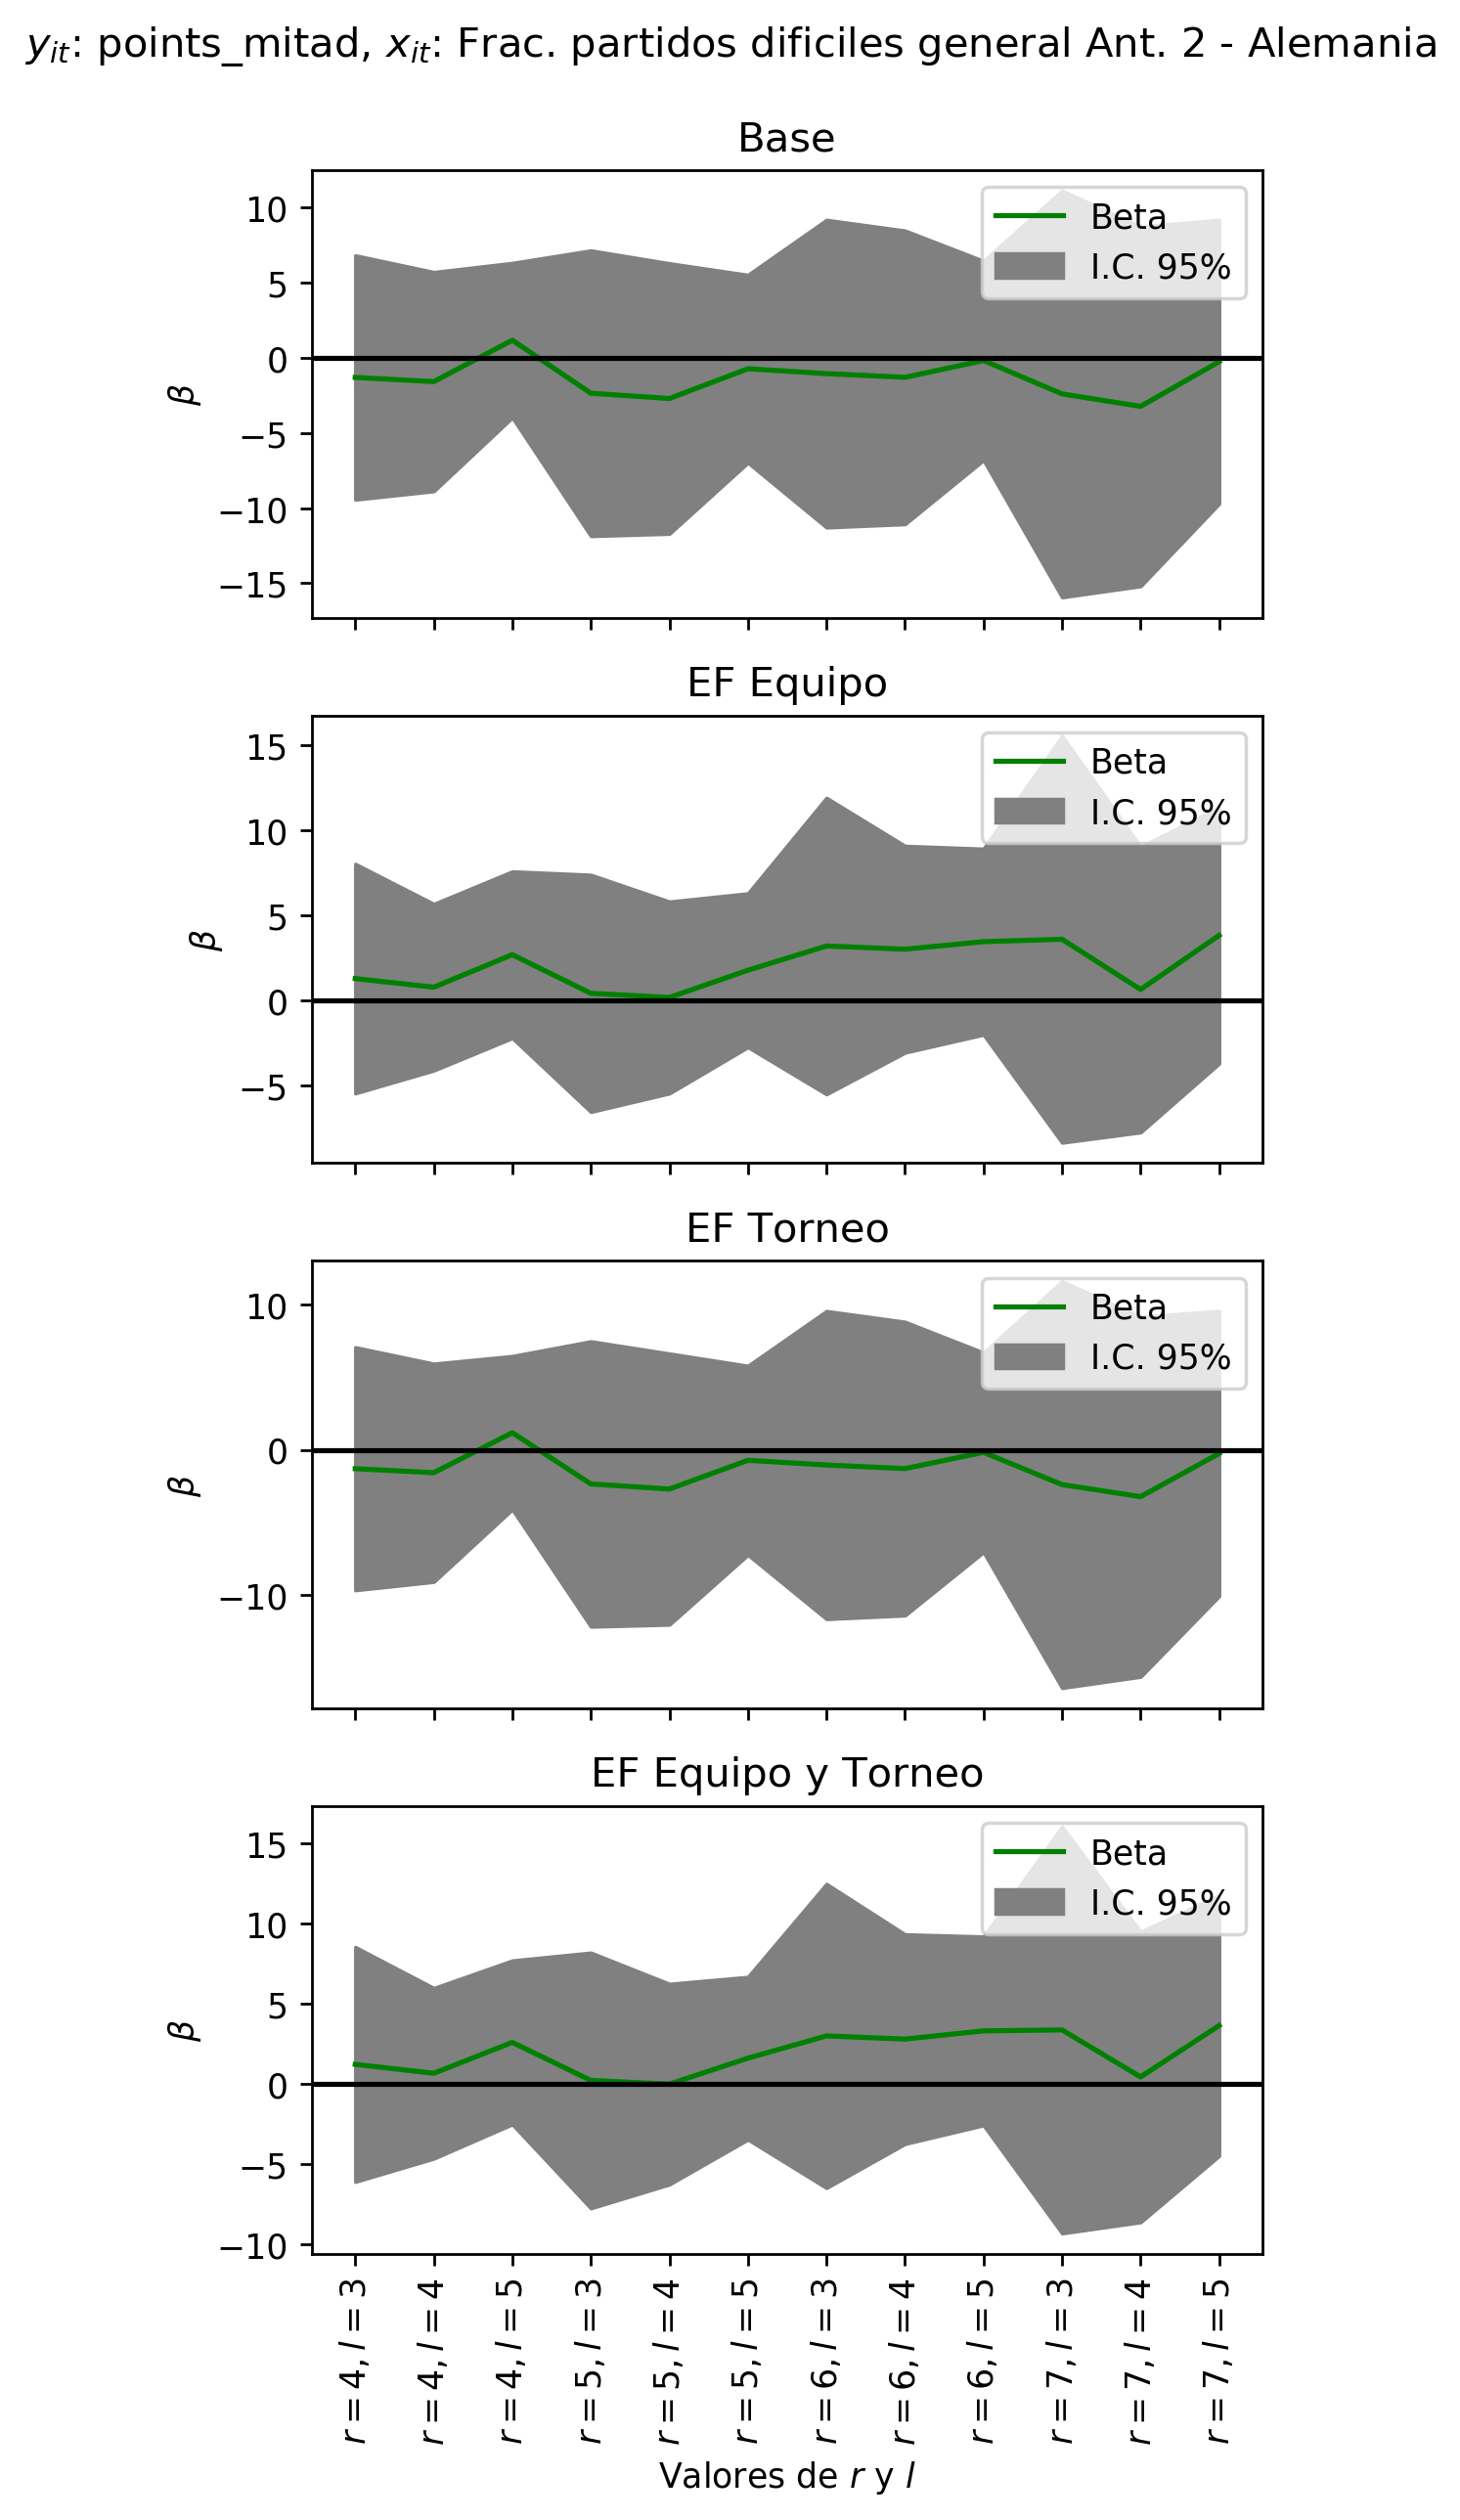 y_it: points_mitad, x_it: Frac. partidos dificiles general Ant. 2 - Alemania
Base
10
5
0
−5
−10
−15
β
Beta
I.C. 95%
EF Equipo
15
10
5
0
−5
β
Beta
I.C. 95%
EF Torneo
10
0
−10
β
Beta
I.C. 95%
EF Equipo y Torneo
15
10
5
0
−5
−10
β
Beta
I.C. 95%
r = 4, l = 3
r = 4, l = 4
r = 4, l = 5
r = 5, l = 3
r = 5, l = 4
r = 5, l = 5
r = 6, l = 3
r = 6, l = 4
r = 6, l = 5
r = 7, l = 3
r = 7, l = 4
r = 7, l = 5
Valores de r y l